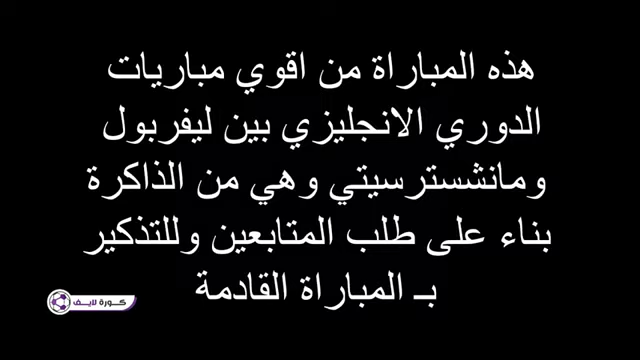 هذه المباراة من اقوي مباريات
الدوري الانجليزي بين ليفربول
ومانشسترسيتي وهي من الذاكرة
بناء على طلب المتابعين وللتذكير
بـ المباراة القادمة
كورة لايف